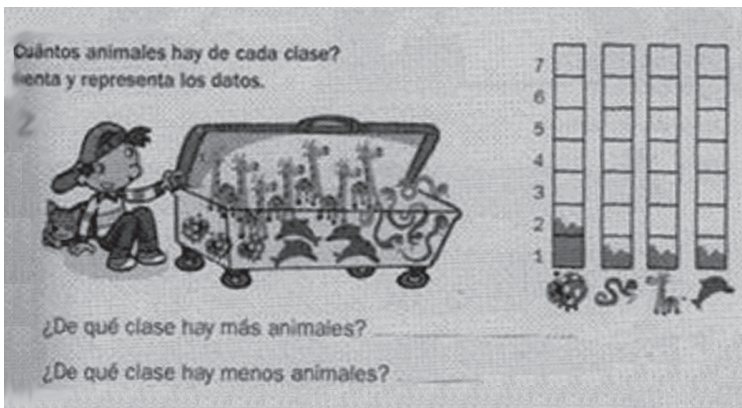 Cuántos animales hay de cada clase?
enta y representa los datos.
7
6
5
4
3
2
1
¿De qué clase hay más animales?
¿De qué clase hay menos animales?